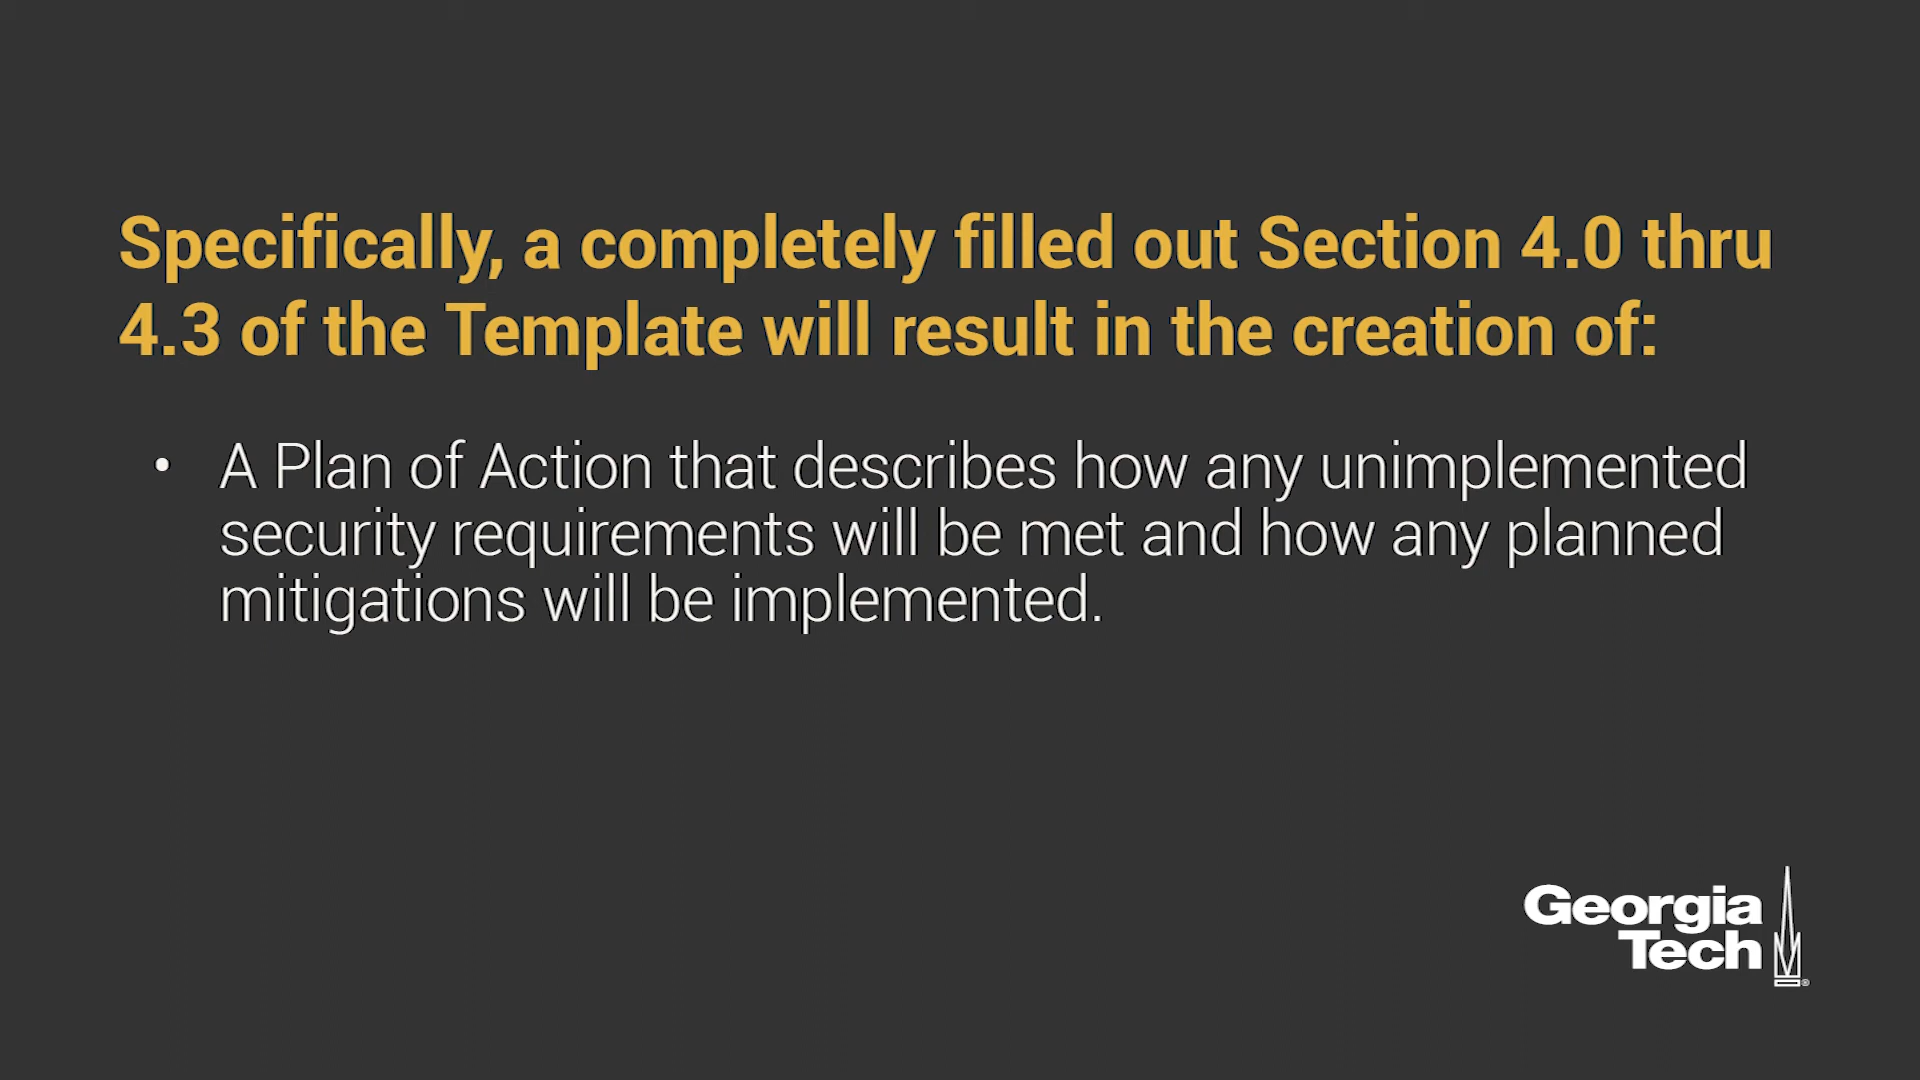 Specifically, a completely filled out Section 4.0 thru
4.3 of the Template will result in the creation of:
• A Plan of Action that describes how any unimplemented
security requirements will be met and how any planned
mitigations will be implemented.
Georgia
Tech
®